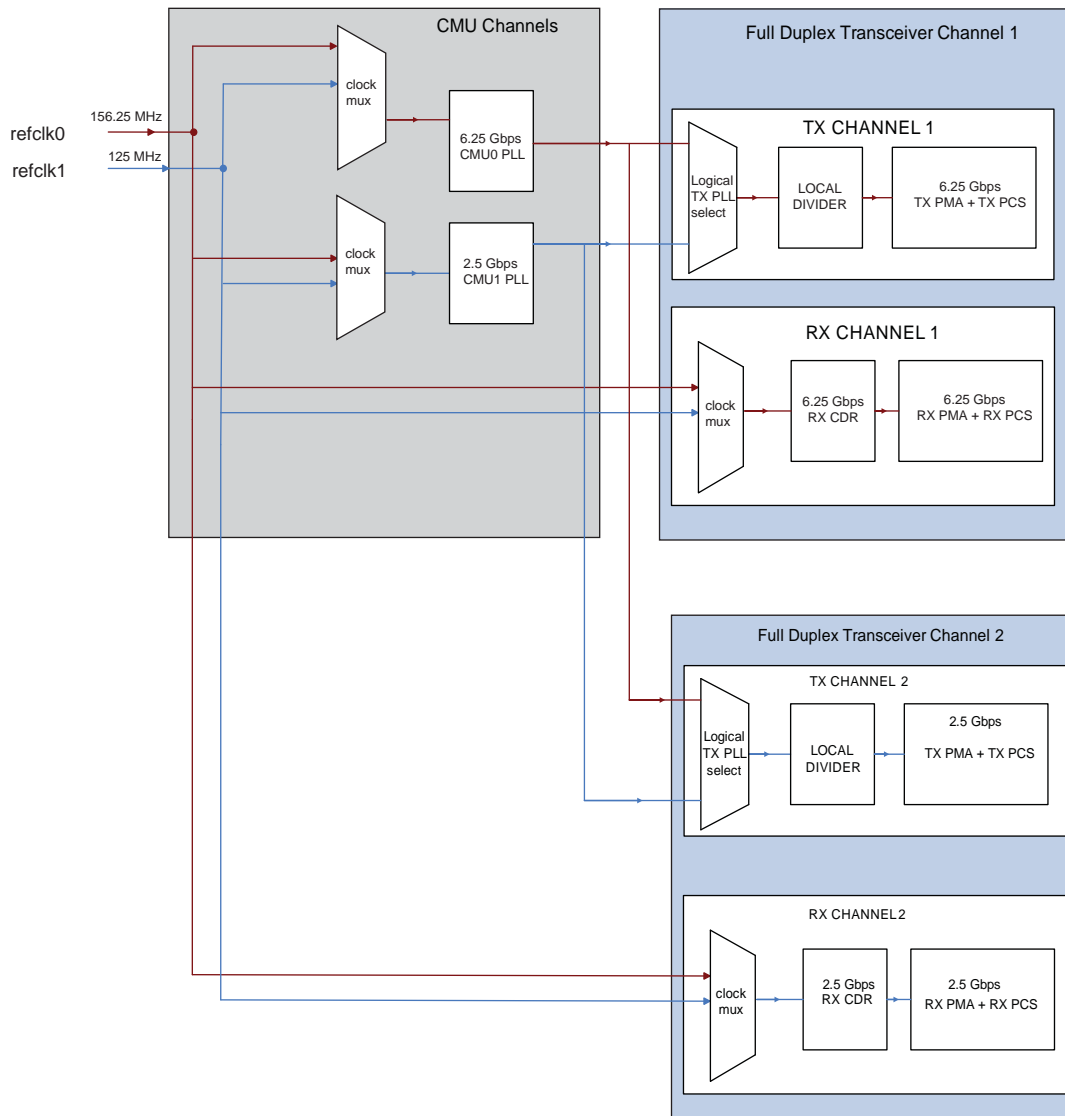 CMU Channels
Full Duplex Transceiver Channel 1
156.25 MHz
refclk0
125 MHz
refclk1
clock
mux
6.25 Gbps
CMU0 PLL
clock
mux
2.5 Gbps
CMU1 PLL
TX CHANNEL 1
Logical
TX PLL
select
LOCAL
DIVIDER
6.25 Gbps
TX PMA + TX PCS
RX CHANNEL 1
clock
mux
6.25 Gbps
RX CDR
6.25 Gbps
RX PMA + RX PCS
Full Duplex Transceiver Channel 2
TX CHANNEL 2
Logical
TX PLL
select
LOCAL
DIVIDER
2.5 Gbps
TX PMA + TX PCS
RX CHANNEL2
clock
mux
2.5 Gbps
RX CDR
2.5 Gbps
RX PMA + RX PCS